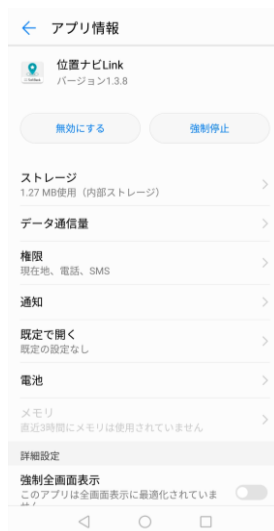 アプリ情報
位置ナビLink
バージョン1.3.8
無効にする
強制停止
ストレージ
1.27 MB使用（内部ストレージ）
データ通信量
権限
現在地、電話、SMS
通知
既定で開く
既定の設定なし
電池
メモリ
直近3時間にメモリは使用されていません
詳細設定
強制全画面表示
このアプリは全画面表示に最適化されていま